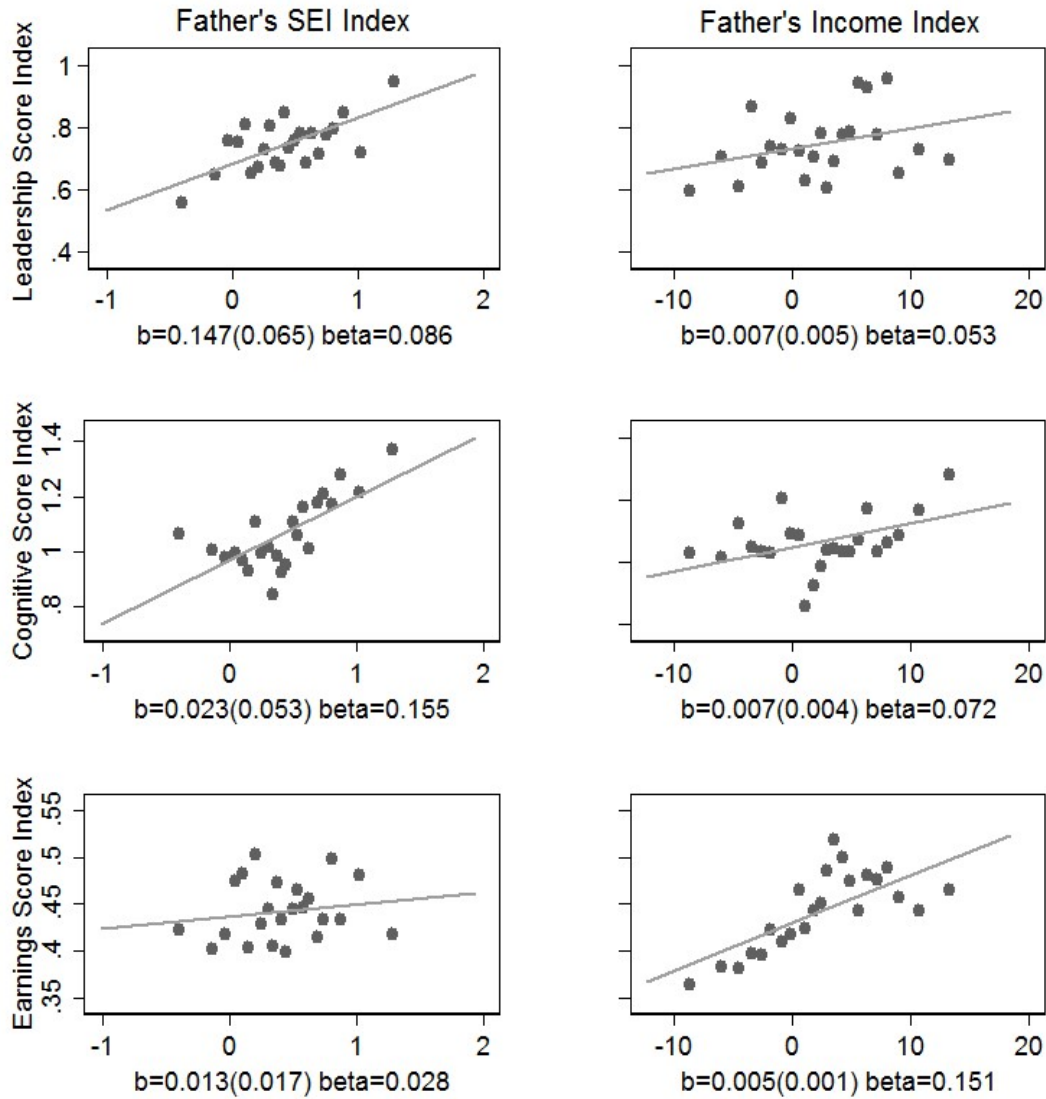 Father's SEI Index
Father's Income Index
Leadership Score Index
1
.8
.6
.4
-1 0 1 2
-10 0 10 20
b=0.147(0.065) beta=0.086
b=0.007(0.005) beta=0.053
Cognitive Score Index
1.4
1.2
1
.8
-1 0 1 2
-10 0 10 20
b=0.023(0.053) beta=0.155
b=0.007(0.004) beta=0.072
Earnings Score Index
.55
.5
.45
.4
.35
-1 0 1 2
-10 0 10 20
b=0.013(0.017) beta=0.028
b=0.005(0.001) beta=0.151